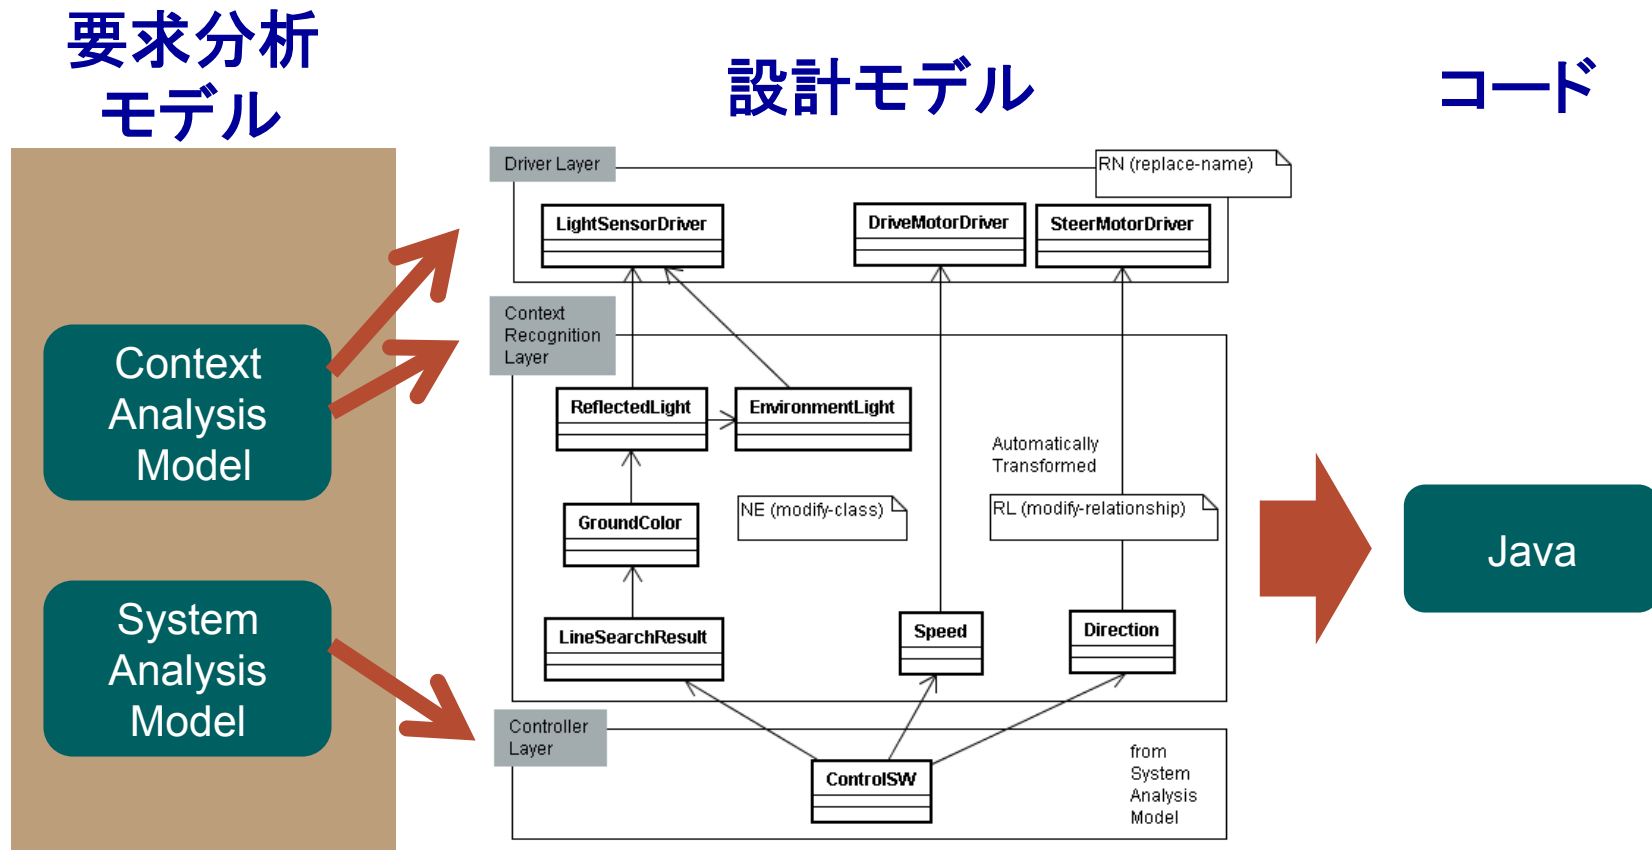 要求分析
モデル
設計モデル
コード
Context
Analysis
Model
System
Analysis
Model
Driver Layer
RN (replace-name)
LightSensorDriver
DriveMotorDriver
SteerMotorDriver
Context
Recognition
Layer
ReflectedLight
EnvironmentLight
Automatically
Transformed
NE (modify-class)
RL (modify-relationship)
GroundColor
LineSearchResult
Speed
Direction
Controller
Layer
ControlSW
from
System
Analysis
Model
Java